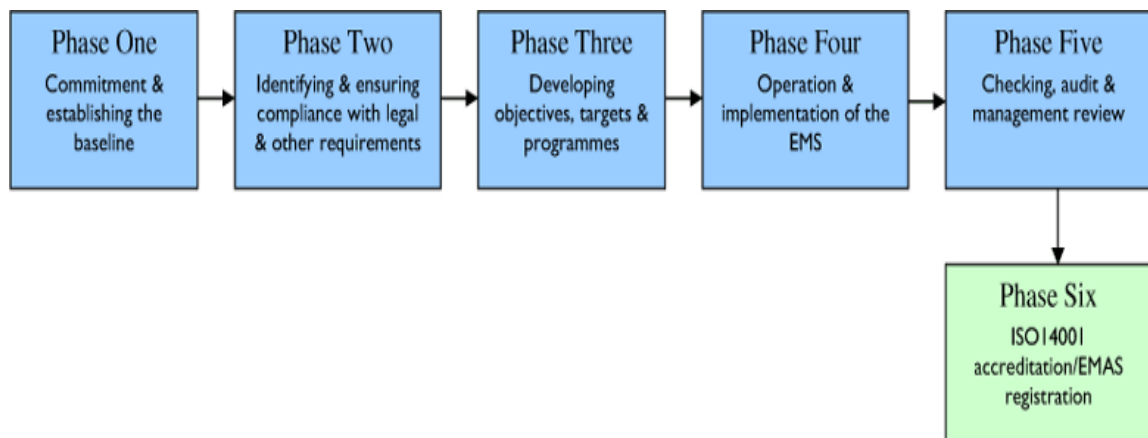 Phase One
Commitment &
establishing the
baseline
Phase Two
Identifying & ensuring
compliance with legal
& other requirements
Phase Three
Developing
objectives, targets &
programmes
Phase Four
Operation &
implementation of the
EMS
Phase Five
Checking, audit &
management review
Phase Six
ISO14001
accreditation/EMAS
registration